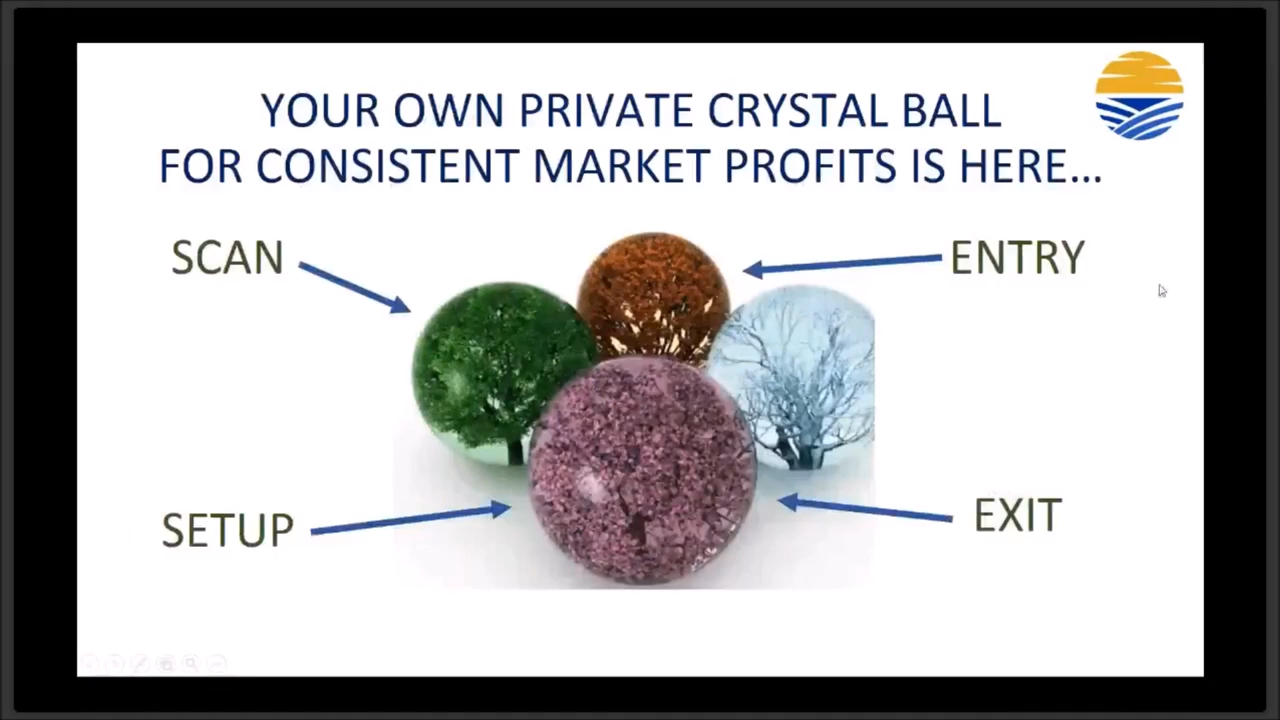 YOUR OWN PRIVATE CRYSTAL BALL
FOR CONSISTENT MARKET PROFITS IS HERE...
SCAN
ENTRY
SETUP
EXIT